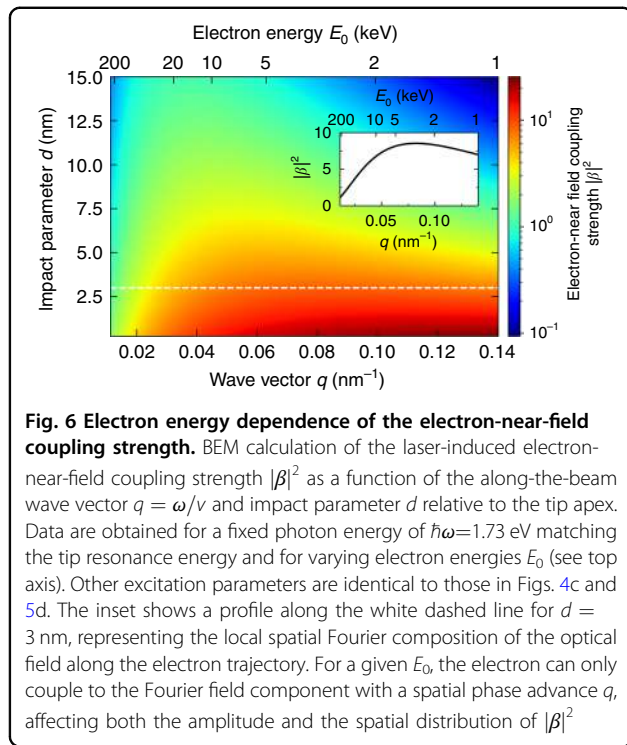 Electron energy E₀ (keV)
200 20 10 5 2 1
15.0
12.5
10.0
7.5
5.0
2.5
Impact parameter d (nm)
E₀ (keV)
200 10 5 2 1
10
5
0
|β|²
0.05 0.10
q (nm⁻¹)
10¹
10⁰
10⁻¹
Electron-near field coupling
strength |β|²
0.02 0.04 0.06 0.08 0.10 0.12 0.14
Wave vector q (nm⁻¹)
Fig. 6 Electron energy dependence of the electron-near-field
coupling strength. BEM calculation of the laser-induced electron-
near-field coupling strength |β|² as a function of the along-the-beam
wave vector q = ω/v and impact parameter d relative to the tip apex.
Data are obtained for a fixed photon energy of ħω=1.73 eV matching
the tip resonance energy and for varying electron energies E₀ (see top
axis). Other excitation parameters are identical to those in Figs. 4c and
5d. The inset shows a profile along the white dashed line for d =
3 nm, representing the local spatial Fourier composition of the optical
field along the electron trajectory. For a given E₀, the electron can only
couple to the Fourier field component with a spatial phase advance q,
affecting both the amplitude and the spatial distribution of |β|²